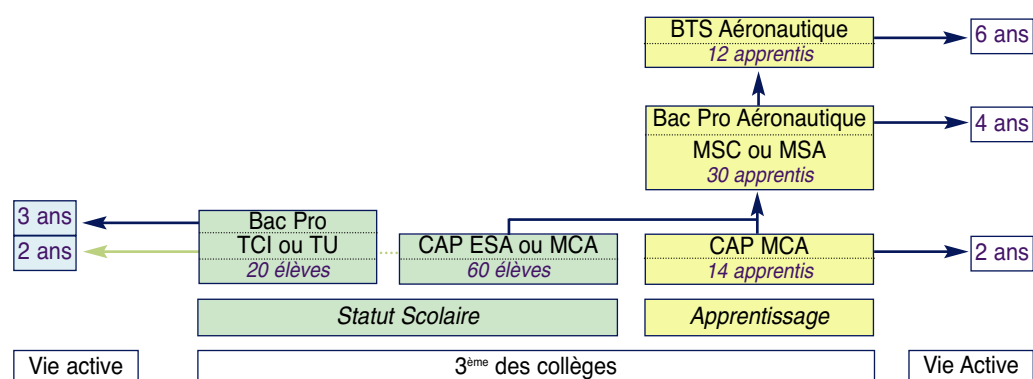 BTS Aéronautique
12 apprentis
6 ans
Bac Pro Aéronautique
MSC ou MSA
30 apprentis
4 ans
3 ans
2 ans
Bac Pro
TCI ou TU
20 élèves
CAP ESA ou MCA
60 élèves
CAP MCA
14 apprentis
2 ans
Statut Scolaire
Apprentissage
Vie active
3ème des collèges
Vie Active